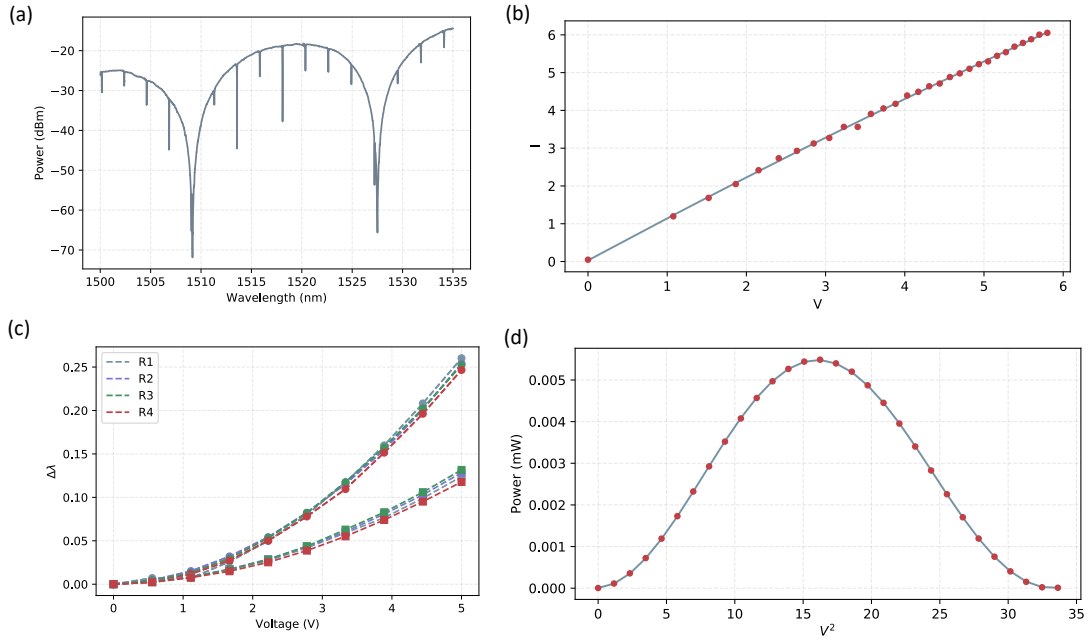 (a)
−20
−30
−40
−50
−60
−70
Power (dBm)
1500 1505 1510 1515 1520 1525 1530 1535
Wavelength (nm)
(b)
6
5
4
3
2
1
0
I
0 1 2 3 4 5 6
V
(c)
R1
R2
R3
R4
0.25
0.20
0.15
0.10
0.05
0.00
Δλ
0 1 2 3 4 5
Voltage (V)
(d)
0.005
0.004
0.003
0.002
0.001
0.000
Power (mW)
0 5 10 15 20 25 30 35
V²